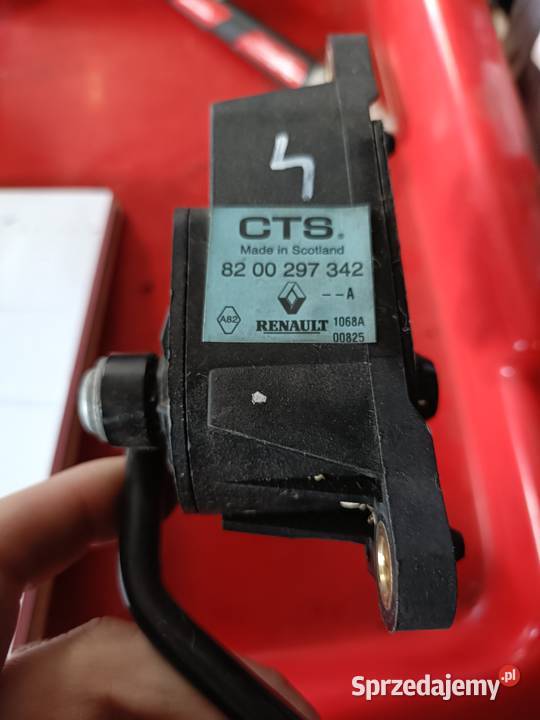 4
CTS®
Made in Scotland
82 00 297 342
--A
A82
RENAULT 1068A
00825
Sprzedajemy.pl